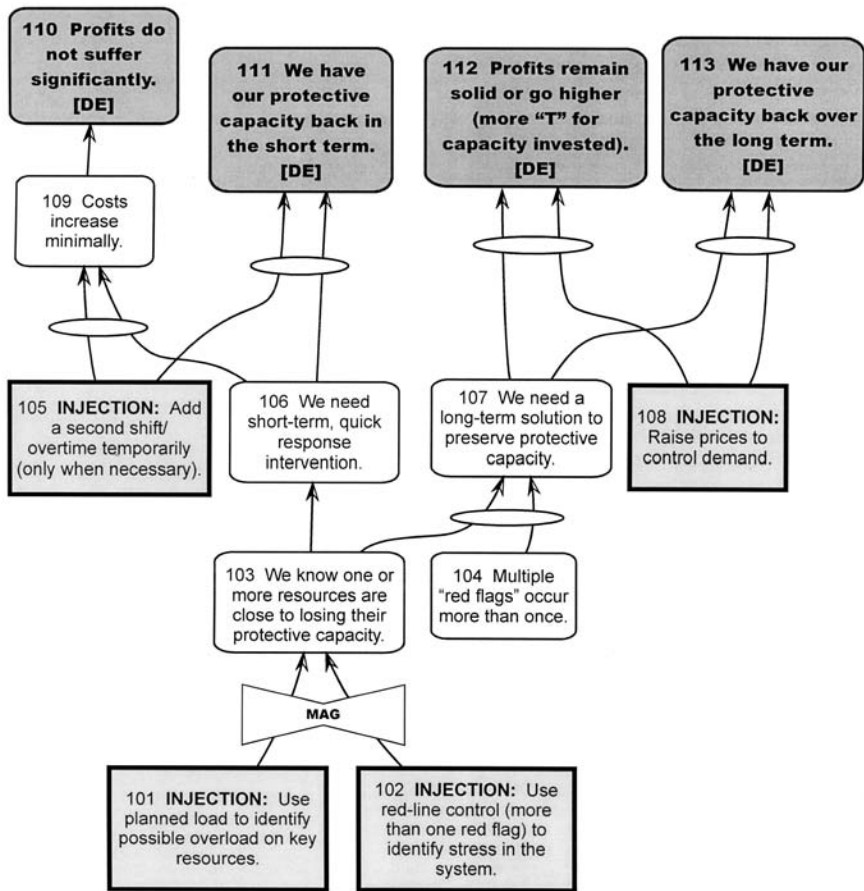 110 Profits do
not suffer
significantly.
[DE]
111 We have
our protective
capacity back in
the short term.
[DE]
112 Profits remain
solid or go higher
(more “T” for
capacity invested).
[DE]
113 We have our
protective
capacity back over
the long term.
[DE]
109 Costs
increase
minimally.
105 INJECTION: Add
a second shift/
overtime temporarily
(only when necessary).
106 We need
short-term, quick
response
intervention.
107 We need a
long-term solution to
preserve protective
capacity.
108 INJECTION:
Raise prices to
control demand.
103 We know one or
more resources are
close to losing their
protective capacity.
104 Multiple
“red flags” occur
more than once.
MAG
101 INJECTION: Use
planned load to identify
possible overload on key
resources.
102 INJECTION: Use
red-line control (more
than one red flag) to
identify stress in the
system.